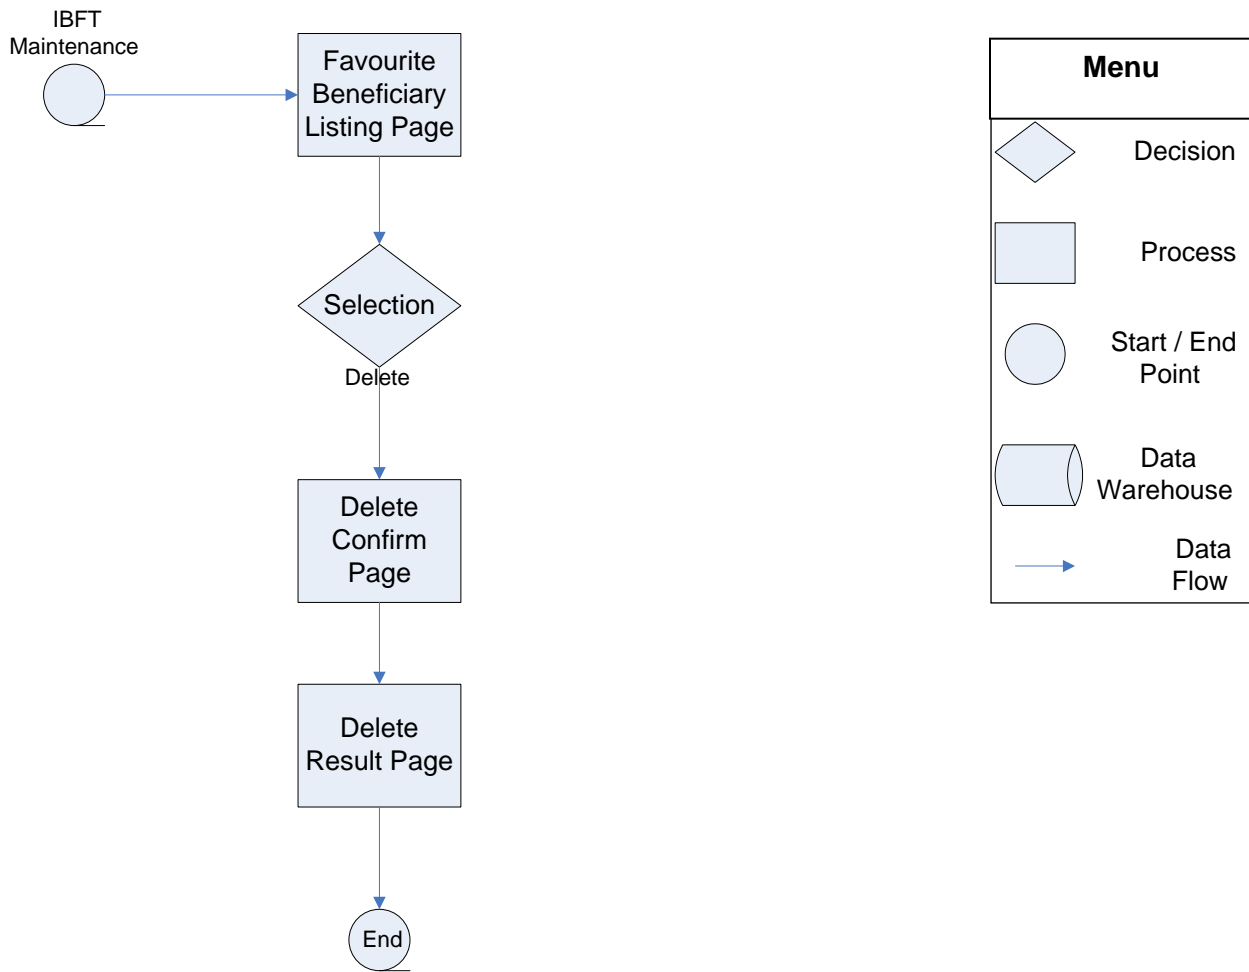 IBFT
Maintenance
Favourite
Beneficiary
Listing Page
Selection
Delete
Delete
Confirm
Page
Delete
Result Page
End
Menu
Decision
Process
Start / End
Point
Data
Warehouse
Data
Flow